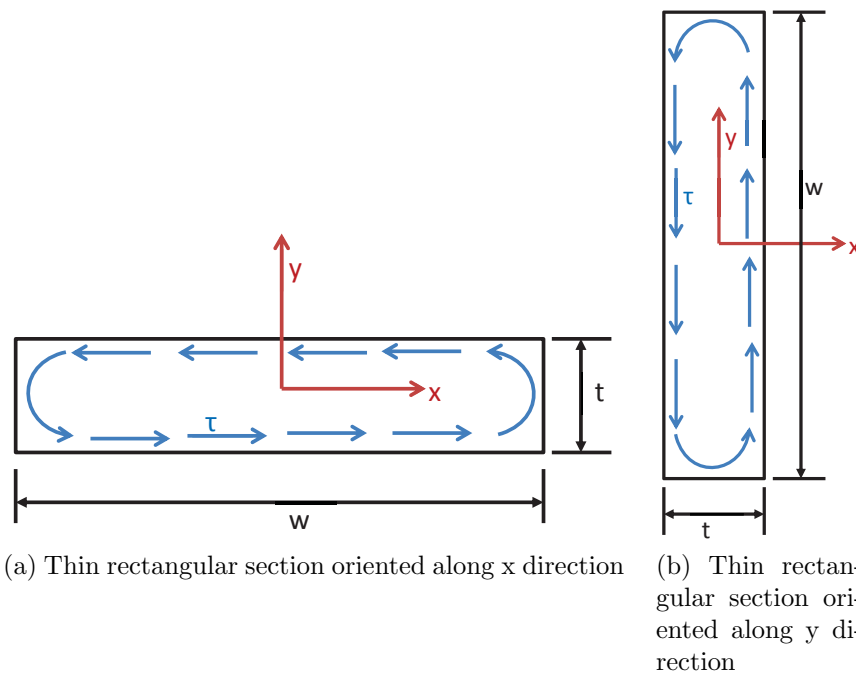 y
x
τ
t
w
(a) Thin rectangular section oriented along x direction
y
τ
w
x
t
(b) Thin rectan-
gular section ori-
ented along y di-
rection